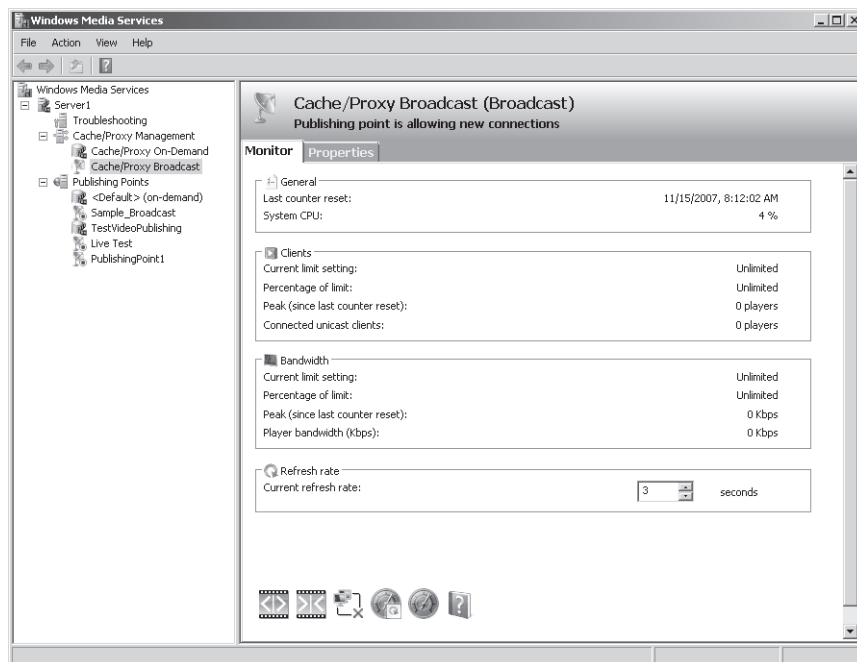 Windows Media Services
File Action View Help
Windows Media Services
Server1
Troubleshooting
Cache/Proxy Management
Cache/Proxy On-Demand
Cache/Proxy Broadcast
Publishing Points
<Default> (on-demand)
Sample_Broadcast
TestVideoPublishing
Live Test
PublishingPoint1
Cache/Proxy Broadcast (Broadcast)
Publishing point is allowing new connections
Monitor Properties
General
Last counter reset: 11/15/2007, 8:12:02 AM
System CPU: 4 %
Clients
Current limit setting: Unlimited
Percentage of limit: Unlimited
Peak (since last counter reset): 0 players
Connected unicast clients: 0 players
Bandwidth
Current limit setting: Unlimited
Percentage of limit: Unlimited
Peak (since last counter reset): 0 Kbps
Player bandwidth (Kbps): 0 Kbps
Refresh rate
Current refresh rate: 3 seconds